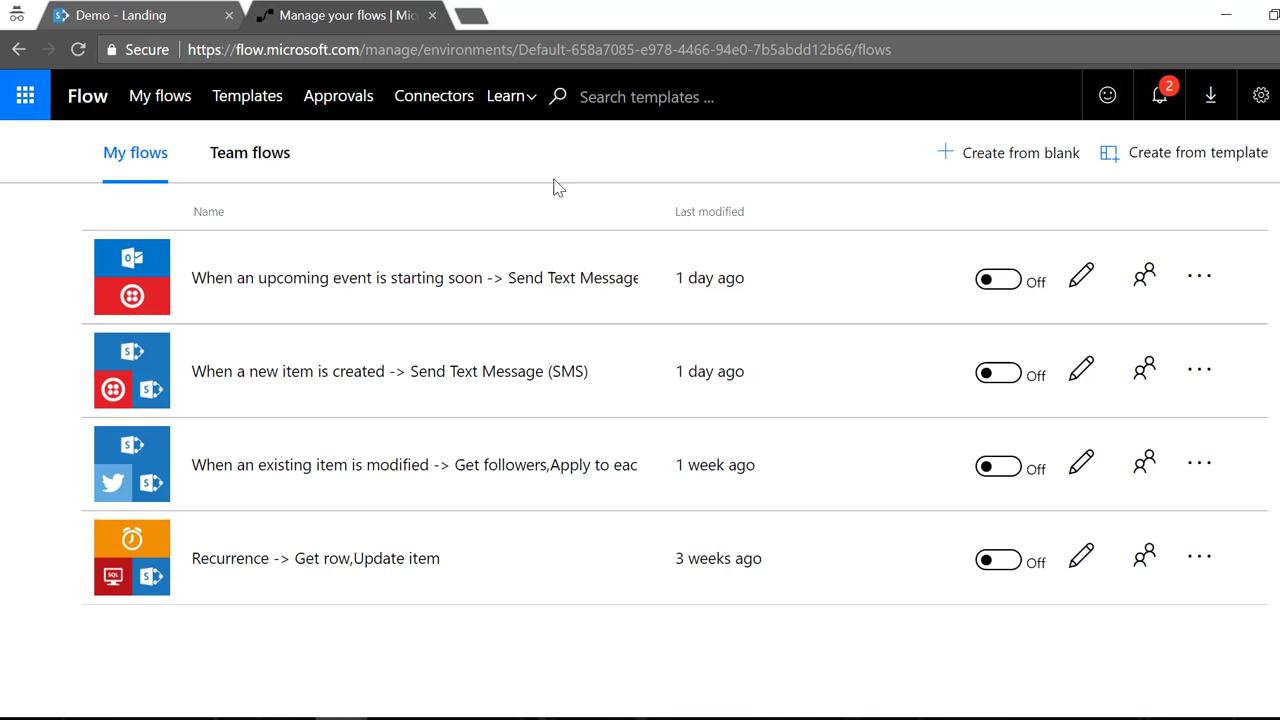 Demo - Landing
Manage your flows | Mic
Secure
https://flow.microsoft.com/manage/environments/Default-658a7085-e978-4466-94e0-7b5abdd12b66/flows
Flow My flows Templates Approvals Connectors Learn Search templates ... 2
My flows Team flows Create from blank Create from template
Name Last modified
When an upcoming event is starting soon -> Send Text Message 1 day ago Off
When a new item is created -> Send Text Message (SMS) 1 day ago Off
When an existing item is modified -> Get followers,Apply to eac 1 week ago Off
Recurrence -> Get row,Update item 3 weeks ago Off
SQL